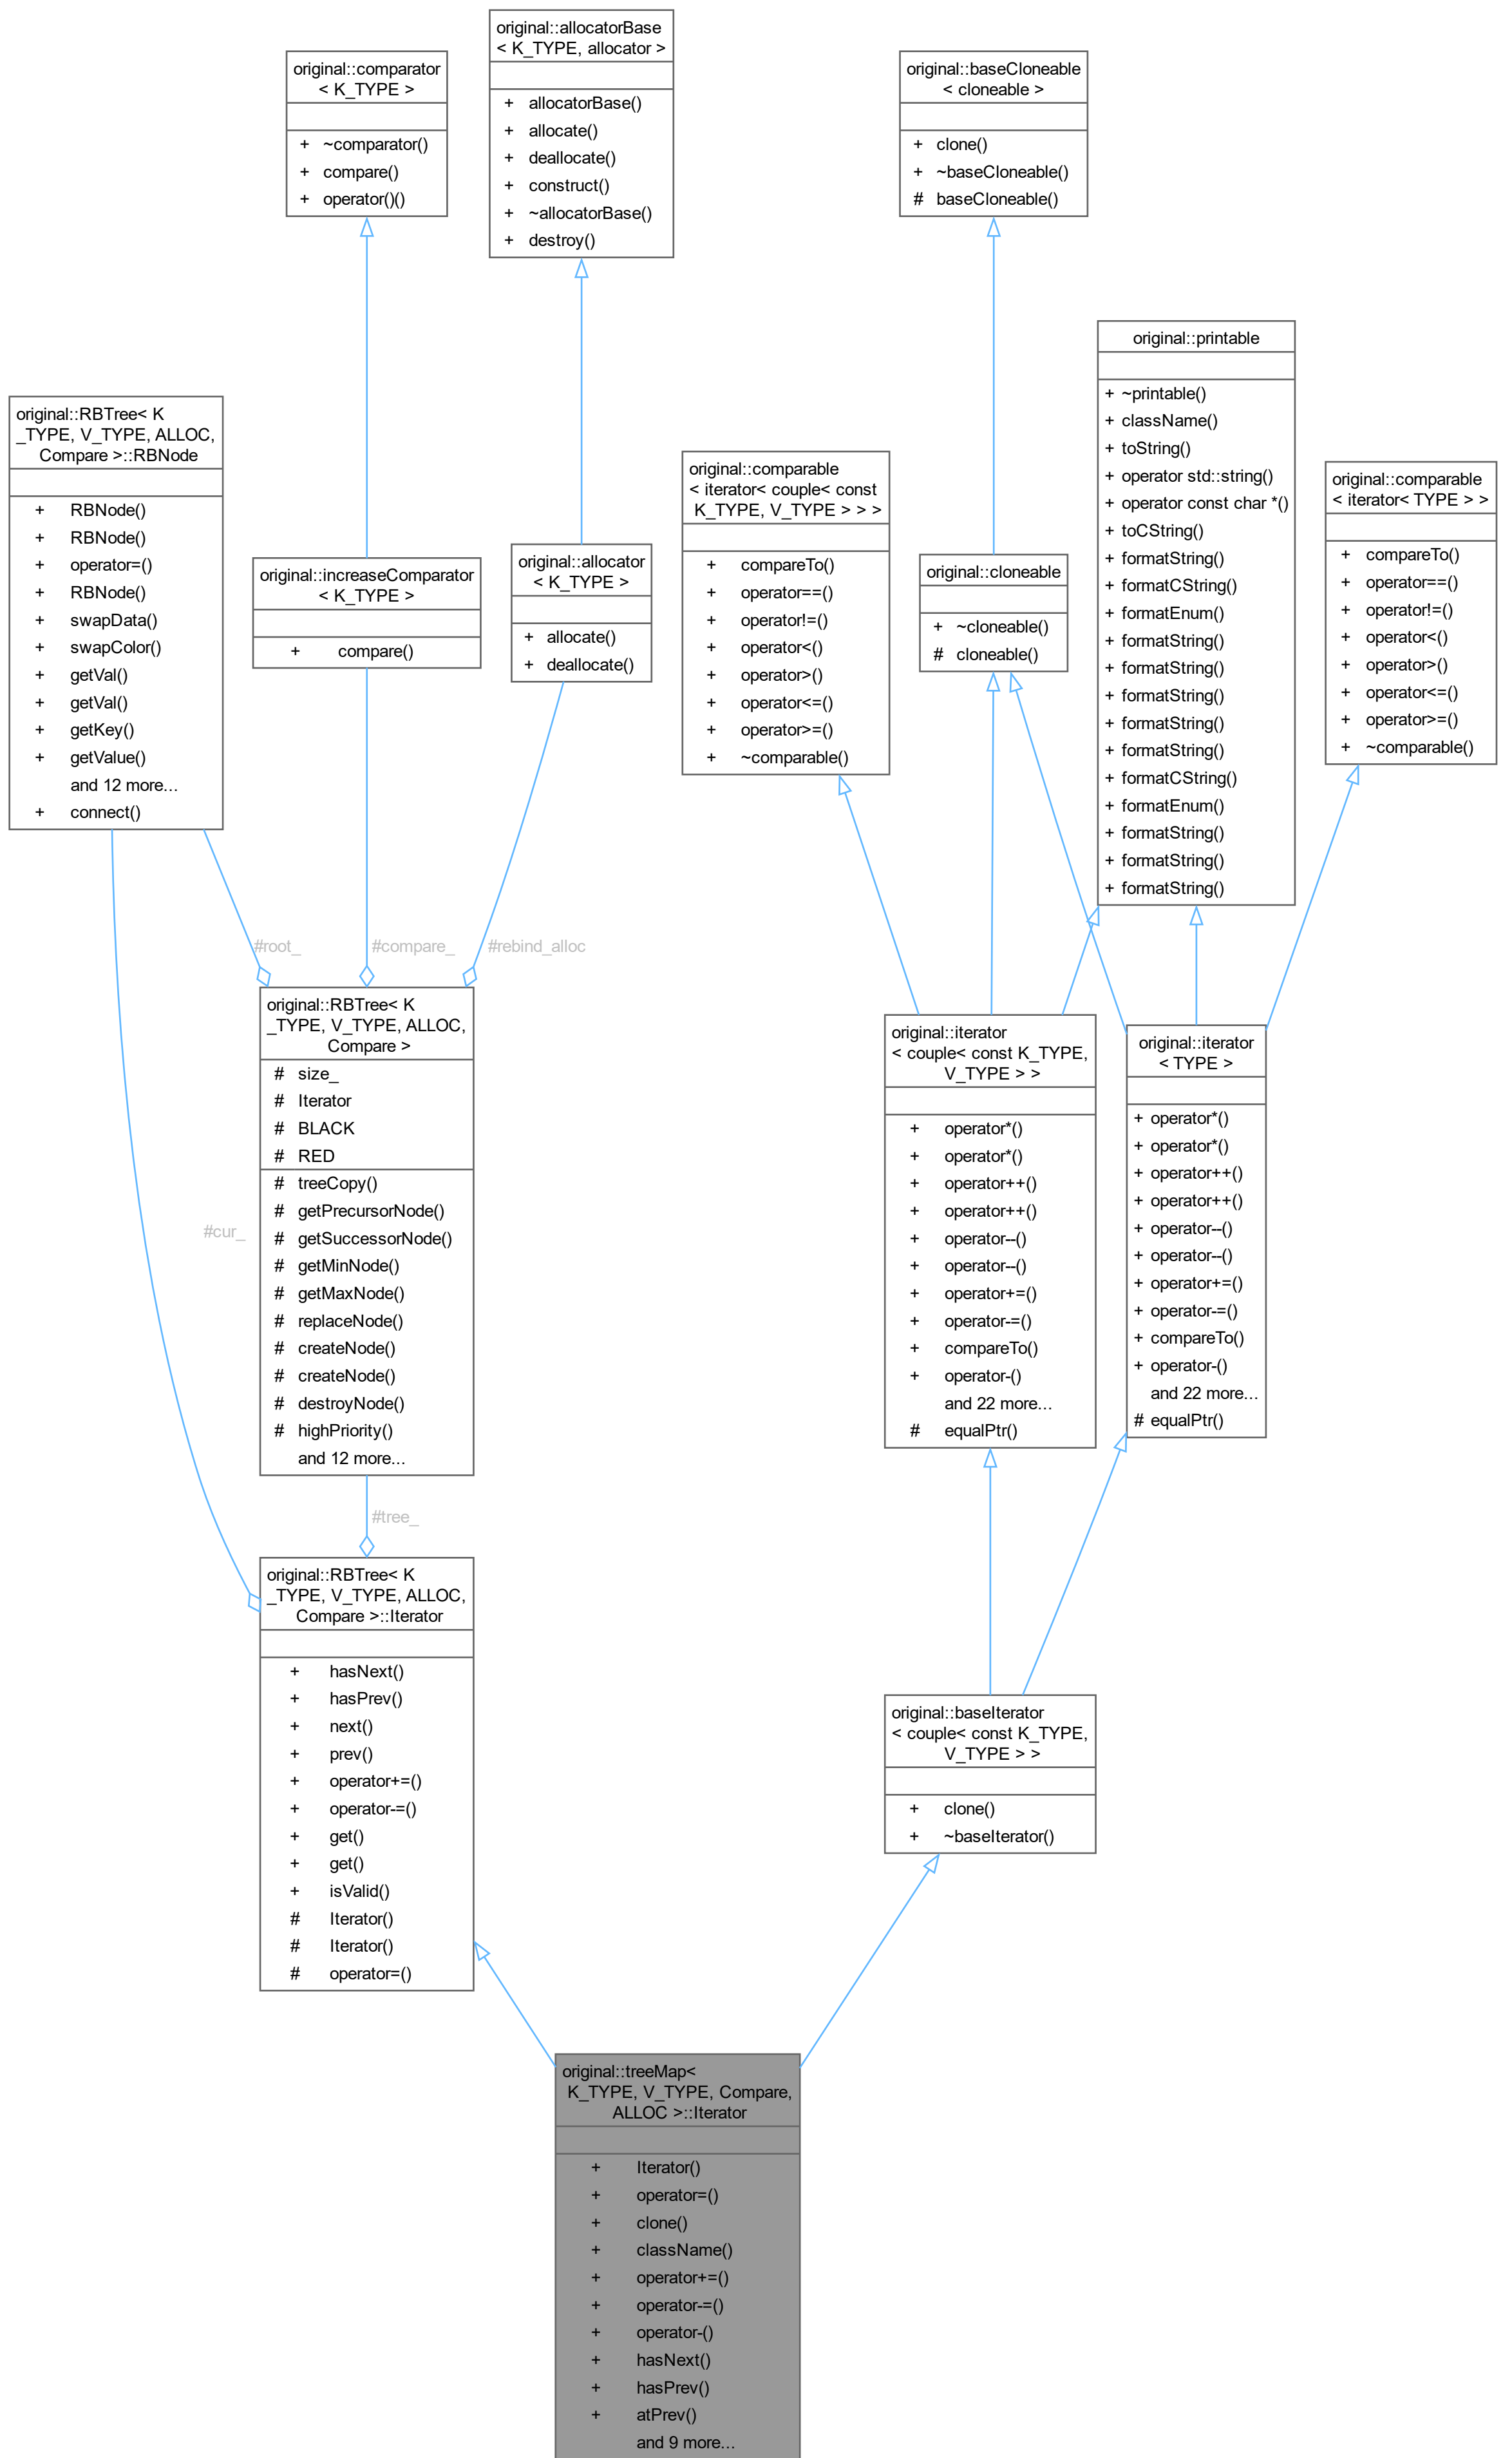 original::allocatorBase
< K_TYPE, allocator >
+ allocatorBase()
+ allocate()
+ deallocate()
+ construct()
+ ~allocatorBase()
+ destroy()
original::comparator
< K_TYPE >
+ ~comparator()
+ compare()
+ operator()()
original::baseCloneable
< cloneable >
+ clone()
+ ~baseCloneable()
# baseCloneable()
original::printable
+ ~printable()
+ className()
+ toString()
+ operator std::string()
+ operator const char *()
+ toCString()
+ formatString()
+ formatCString()
+ formatEnum()
+ formatString()
+ formatString()
+ formatString()
+ formatString()
+ formatString()
+ formatCString()
+ formatEnum()
+ formatString()
+ formatString()
+ formatString()
original::RBTree< K
_TYPE, V_TYPE, ALLOC,
Compare >::RBNode
+ RBNode()
+ RBNode()
+ operator=()
+ RBNode()
+ swapData()
+ swapColor()
+ getVal()
+ getVal()
+ getKey()
+ getValue()
and 12 more...
+ connect()
original::comparable
< iterator< couple< const
K_TYPE, V_TYPE > > >
+ compareTo()
+ operator==()
+ operator!=()
+ operator<()
+ operator>()
+ operator<=()
+ operator>=()
+ ~comparable()
original::comparable
< iterator< TYPE > >
+ compareTo()
+ operator==()
+ operator!=()
+ operator<()
+ operator>()
+ operator<=()
+ operator>=()
+ ~comparable()
original::increaseComparator
< K_TYPE >
+ compare()
original::allocator
< K_TYPE >
+ allocate()
+ deallocate()
original::cloneable
+ ~cloneable()
# cloneable()
#root_
#compare_
#rebind_alloc
original::RBTree< K
_TYPE, V_TYPE, ALLOC,
Compare >
# size_
# Iterator
# BLACK
# RED
# treeCopy()
# getPrecursorNode()
# getSuccessorNode()
# getMinNode()
# getMaxNode()
# replaceNode()
# createNode()
# createNode()
# destroyNode()
# highPriority()
and 12 more...
#cur_
original::iterator
< couple< const K_TYPE,
V_TYPE > >
+ operator*()
+ operator*()
+ operator++()
+ operator++()
+ operator--()
+ operator--()
+ operator+=()
+ operator-=()
+ compareTo()
+ operator-()
and 22 more...
# equalPtr()
original::iterator
< TYPE >
+ operator*()
+ operator*()
+ operator++()
+ operator++()
+ operator--()
+ operator--()
+ operator+=()
+ operator-=()
+ compareTo()
+ operator-()
and 22 more...
# equalPtr()
#tree_
original::RBTree< K
_TYPE, V_TYPE, ALLOC,
Compare >::Iterator
+ hasNext()
+ hasPrev()
+ next()
+ prev()
+ operator+=()
+ operator-=()
+ get()
+ get()
+ isValid()
# Iterator()
# Iterator()
# operator=()
original::baseIterator
< couple< const K_TYPE,
V_TYPE > >
+ clone()
+ ~baseIterator()
original::treeMap<
K_TYPE, V_TYPE, Compare,
ALLOC >::Iterator
+ Iterator()
+ operator=()
+ clone()
+ className()
+ operator+=()
+ operator-=()
+ operator-()
+ hasNext()
+ hasPrev()
+ atPrev()
and 9 more...